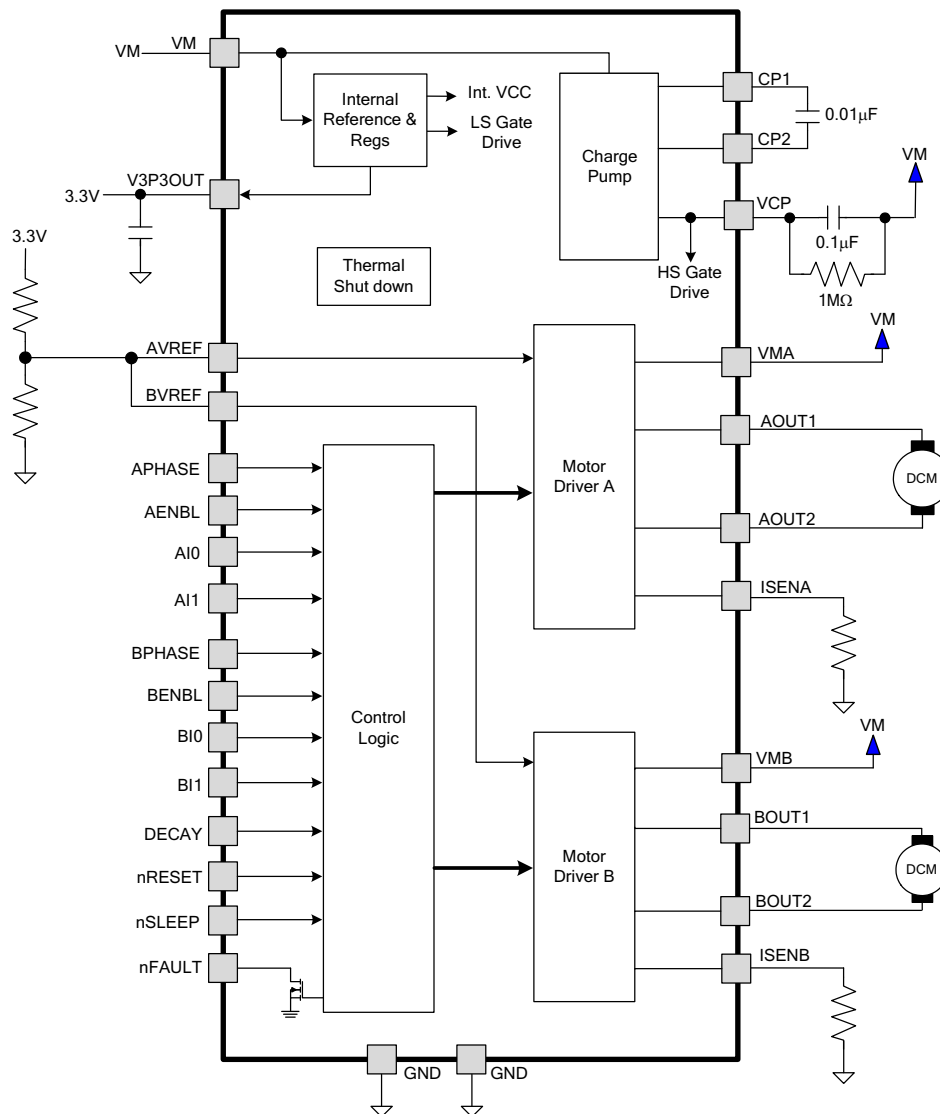 VM
VM
Internal
Reference &
Regs
Int. VCC
LS Gate
Drive
V3P3OUT
3.3V
3.3V
Thermal
Shut down
Charge
Pump
CP1
0.01μF
CP2
VM
VCP
0.1μF
1MΩ
HS Gate
Drive
AVREF
BVREF
APHASE
AENBL
AI0
AI1
BPHASE
BENBL
BI0
BI1
DECAY
nRESET
nSLEEP
nFAULT
Control
Logic
Motor
Driver A
VM
VMA
AOUT1
DCM
AOUT2
ISENA
Motor
Driver B
VM
VMB
BOUT1
DCM
BOUT2
ISENB
GND
GND